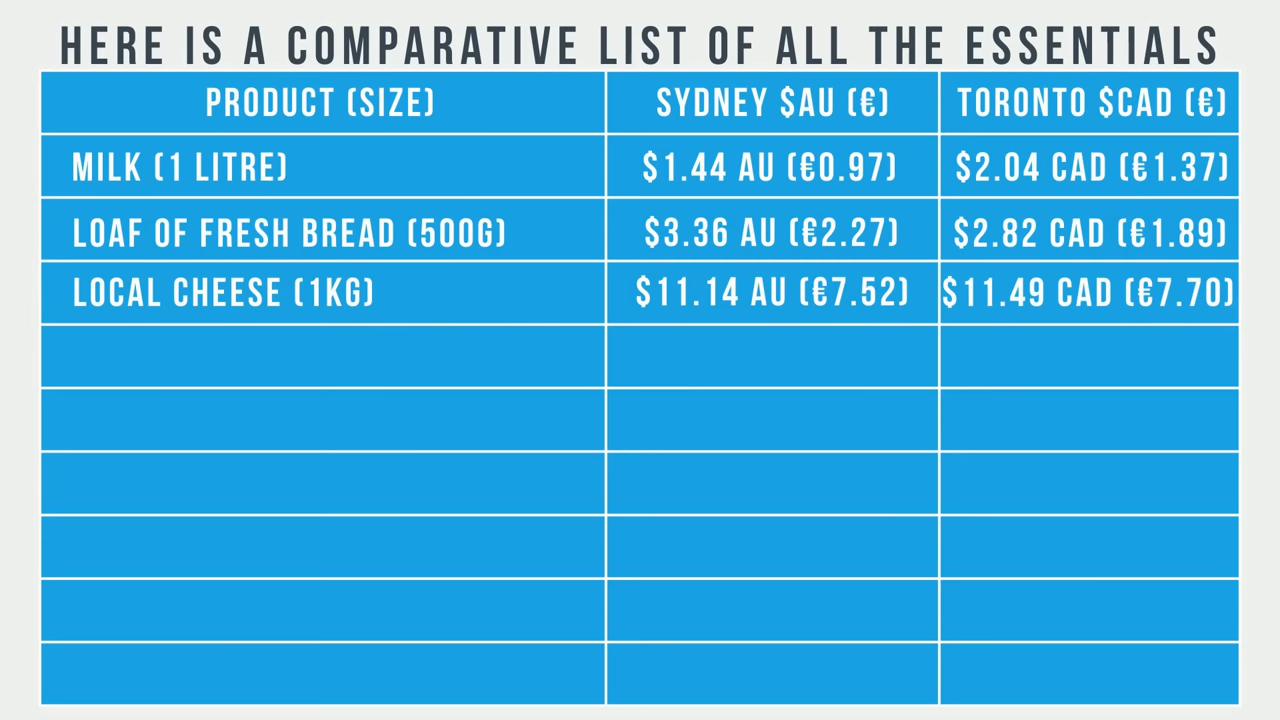 HERE IS A COMPARATIVE LIST OF ALL THE ESSENTIALS
PRODUCT (SIZE) SYDNEY $AU (€) TORONTO $CAD (€)
MILK (1 LITRE) $1.44 AU (€0.97) $2.04 CAD (€1.37)
LOAF OF FRESH BREAD (500G) $3.36 AU (€2.27) $2.82 CAD (€1.89)
LOCAL CHEESE (1KG) $11.14 AU (€7.52) $11.49 CAD (€7.70)